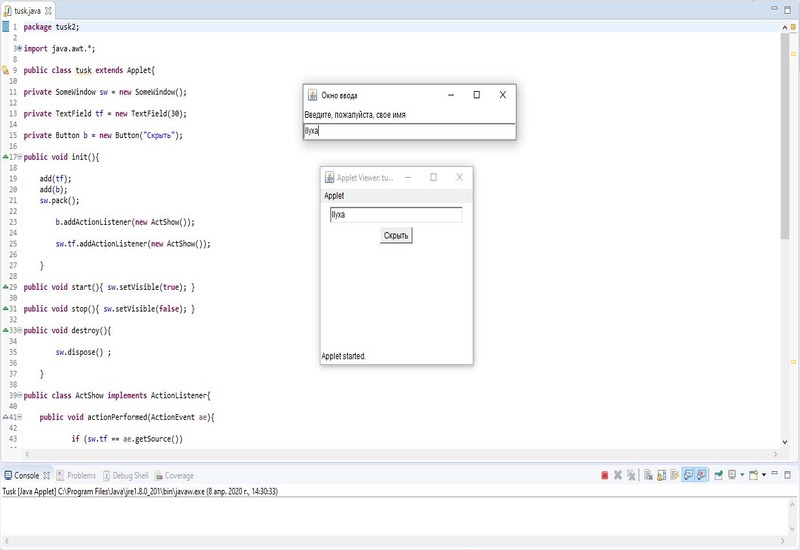 tusk.java
1 package tusk2;
2
3 import java.awt.*;
8
9 public class tusk extends Applet{
10
11 private SomeWindow sw = new SomeWindow();
12
13 private TextField tf = new TextField(30);
14
15 private Button b = new Button("Скрыть");
16
17 public void init(){
18
19 add(tf);
20 add(b);
21 sw.pack();
22
23 b.addActionListener(new ActShow());
24
25 sw.tf.addActionListener(new ActShow());
26
27 }
28
29 public void start(){ sw.setVisible(true); }
30
31 public void stop(){ sw.setVisible(false); }
32
33 public void destroy(){
34
35 sw.dispose() ;
36
37 }
38
39 public class ActShow implements ActionListener{
40
41 public void actionPerformed(ActionEvent ae){
42
43 if (sw.tf == ae.getSource())
Окно ввода
Введите, пожалуйста, свое имя
Ilyxa
Applet Viewer: tu...
Applet
Ilyxa
Скрыть
Applet started.
Console Problems Debug Shell Coverage
Tusk [Java Applet] C:\Program Files\Java\jre1.8.0_201\bin\javaw.exe (8 апр. 2020 г., 14:30:33)